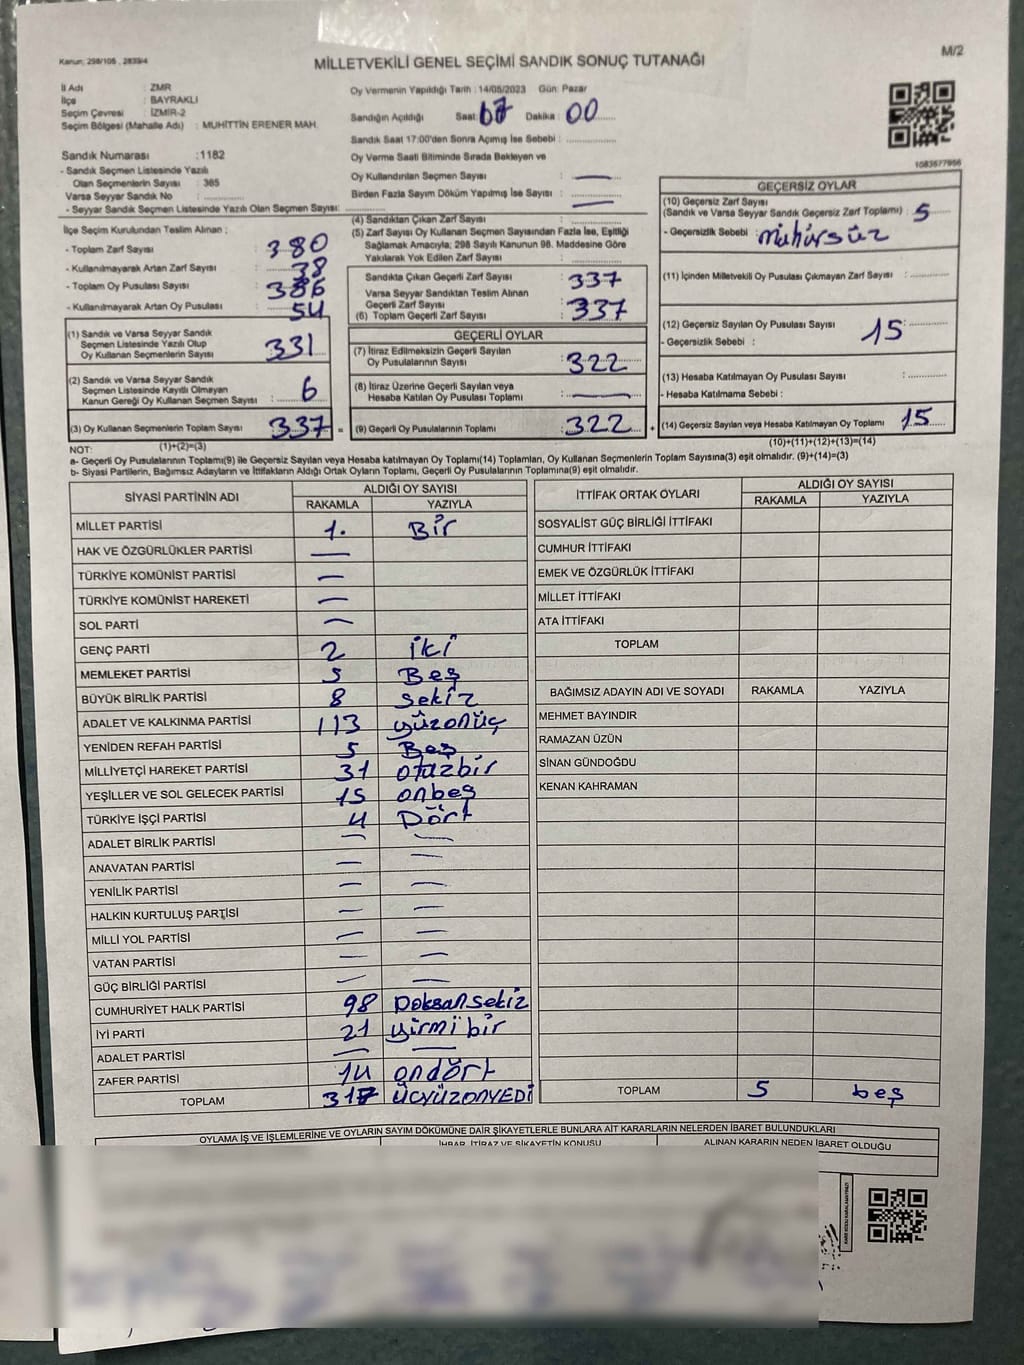 Kanun: 298/105 , 2839/4
M/2
MİLLETVEKİLİ GENEL SEÇİMİ SANDIK SONUÇ TUTANAĞI
İl Adı : ZMR
İlçe : BAYRAKLI
Seçim Çevresi : İZMİR-2
Seçim Bölgesi (Mahalle Adı) : MUHİTTİN ERENER MAH.
Oy Vermenin Yapıldığı Tarih : 14/05/2023 Gün: Pazar
Sandığın Açıldığı Saat: 17 Dakika 00
Sandık Saat 17:00'den Sonra Açımış İse Sebebi :
Oy Verme Saati Bitiminde Sırada Bekleyen ve
Oy Kullandırılan Seçmen Sayısı —
Birden Fazla Sayım Döküm Yapılmış İse Sayısı : —
Sandık Numarası :1182
- Sandık Seçmen Listesinde Yazılı
Olan Seçmenlerin Sayısı : 385
Varsa Seyyar Sandık No :
- Seyyar Sandık Seçmen Listesinde Yazılı Olan Seçmen Sayısı:
1083577956
İlçe Seçim Kurulundan Teslim Alınan ;
- Toplam Zarf Sayısı : 380
- Kullanılmayarak Artan Zarf Sayısı : 38
- Toplam Oy Pusulası Sayısı : 386
- Kullanılmayarak Artan Oy Pusulası : 54
(1) Sandık ve Varsa Seyyar Sandık
Seçmen Listesinde Yazılı Olup
Oy Kullanan Seçmenlerin Sayısı : 331
(2) Sandık ve Varsa Seyyar Sandık
Seçmen Listesinde Kayıtlı Olmayan
Kanun Gereği Oy Kullanan Seçmen Sayısı : 6
(3) Oy Kullanan Seçmenlerin Toplam Sayısı : 337 =
(4) Sandıktan Çıkan Zarf Sayısı :
(5) Zarf Sayısı Oy Kullanan Seçmen Sayısından Fazla İse, Eşitliği
Sağlamak Amacıyla; 298 Sayılı Kanunun 98. Maddesine Göre
Yakılarak Yok Edilen Zarf Sayısı :
Sandıkta Çıkan Geçerli Zarf Sayısı : 337
Varsa Seyyar Sandıktan Teslim Alınan
Geçerli Zarf Sayısı :
(6) Toplam Geçerli Zarf Sayısı : 337
GEÇERLİ OYLAR
(7) İtiraz Edilmeksizin Geçerli Sayılan
Oy Pusulalarının Sayısı : 322
(8) İtiraz Üzerine Geçerli Sayılan veya
Hesaba Katılan Oy Pusulası Toplamı : —
(9) Geçerli Oy Pusulalarının Toplamı : 322 +
GEÇERSİZ OYLAR
(10) Geçersiz Zarf Sayısı
(Sandık ve Varsa Seyyar Sandık Geçersiz Zarf Toplamı) : 5
- Geçersizlik Sebebi : mühürsüz
(11) İçinden Milletvekili Oy Pusulası Çıkmayan Zarf Sayısı :
(12) Geçersiz Sayılan Oy Pusulası Sayısı : 15
- Geçersizlik Sebebi :
(13) Hesaba Katılmayan Oy Pusulası Sayısı :
- Hesaba Katılmama Sebebi :
(14) Geçersiz Sayılan veya Hesaba Katılmayan Oy Toplamı : 15
NOT: (1)+(2)=(3)
(10)+(11)+(12)+(13)=(14)
a- Geçerli Oy Pusulalarının Toplamı(9) ile Geçersiz Sayılan veya Hesaba Katılmayan Oy Toplamı(14) Toplamları, Oy Kullanan Seçmenlerin Toplam Sayısına(3) eşit olmalıdır. (9)+(14)=(3)
b- Siyasi Partilerin, Bağımsız Adayların ve İttifakların Aldığı Ortak Oyların Toplamı, Geçerli Oy Pusulalarının Toplamına(9) eşit olmalıdır.
SİYASİ PARTİNİN ADI ALDIĞI OY SAYISI
RAKAMLA YAZIYLA
MİLLET PARTİSİ 1. Bir
HAK VE ÖZGÜRLÜKLER PARTİSİ —
TÜRKİYE KOMÜNİST PARTİSİ —
TÜRKİYE KOMÜNİST HAREKETİ —
SOL PARTİ —
GENÇ PARTİ 2 iki
MEMLEKET PARTİSİ 5 Beş
BÜYÜK BİRLİK PARTİSİ 8 sekiz
ADALET VE KALKINMA PARTİSİ 113 yüzonüç
YENİDEN REFAH PARTİSİ 5 Beş
MİLLİYETÇİ HAREKET PARTİSİ 31 otuzbir
YEŞİLLER VE SOL GELECEK PARTİSİ 15 onbeş
TÜRKİYE İŞÇİ PARTİSİ 4 Dört
ADALET BİRLİK PARTİSİ — —
ANAVATAN PARTİSİ — —
YENİLİK PARTİSİ — —
HALKIN KURTULUŞ PARTİSİ — —
MİLLİ YOL PARTİSİ — —
VATAN PARTİSİ — —
GÜÇ BİRLİĞİ PARTİSİ — —
CUMHURİYET HALK PARTİSİ 98 Doksansekiz
İYİ PARTİ 21 yirmi bir
ADALET PARTİSİ — —
ZAFER PARTİSİ 14 ondört
TOPLAM 317 ÜÇYÜZONYEDİ
İTTİFAK ORTAK OYLARI ALDIĞI OY SAYISI
RAKAMLA YAZIYLA
SOSYALİST GÜÇ BİRLİĞİ İTTİFAKI
CUMHUR İTTİFAKI
EMEK VE ÖZGÜRLÜK İTTİFAKI
MİLLET İTTİFAKI
ATA İTTİFAKI
TOPLAM
BAĞIMSIZ ADAYIN ADI VE SOYADI RAKAMLA YAZIYLA
MEHMET BAYINDIR
RAMAZAN ÜZÜN
SİNAN GÜNDOĞDU
KENAN KAHRAMAN
TOPLAM 5 beş
OYLAMA İŞ VE İŞLEMLERİNE VE OYLARIN SAYIM DÖKÜMÜNE DAİR ŞİKAYETLERLE BUNLARA AİT KARARLARIN NELERDEN İBARET BULUNDUKLARI
İHBAR, İTİRAZ VE ŞİKAYETİN KONUSU ALINAN KARARIN NEDEN İBARET OLDUĞU